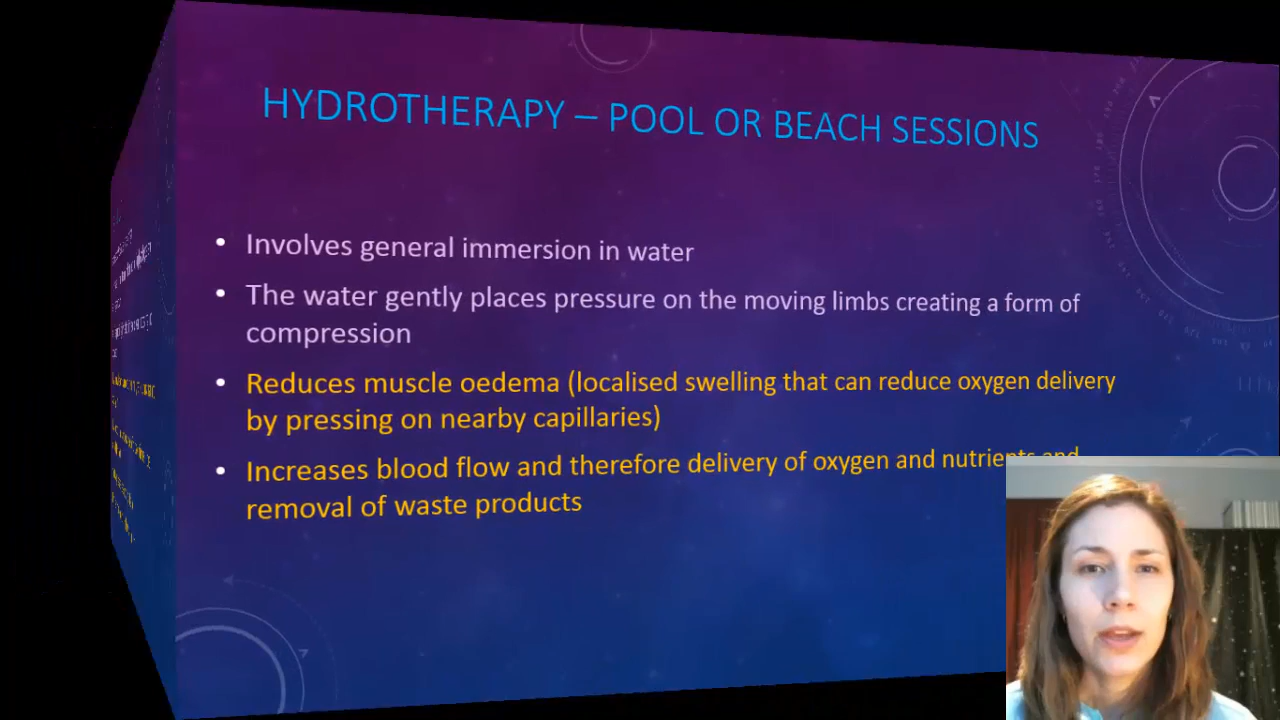 HYDROTHERAPY – POOL OR BEACH SESSIONS
• Involves general immersion in water
• The water gently places pressure on the moving limbs creating a form of
compression
• Reduces muscle oedema (localised swelling that can reduce oxygen delivery
by pressing on nearby capillaries)
• Increases blood flow and therefore delivery of oxygen and nutrients and
removal of waste products